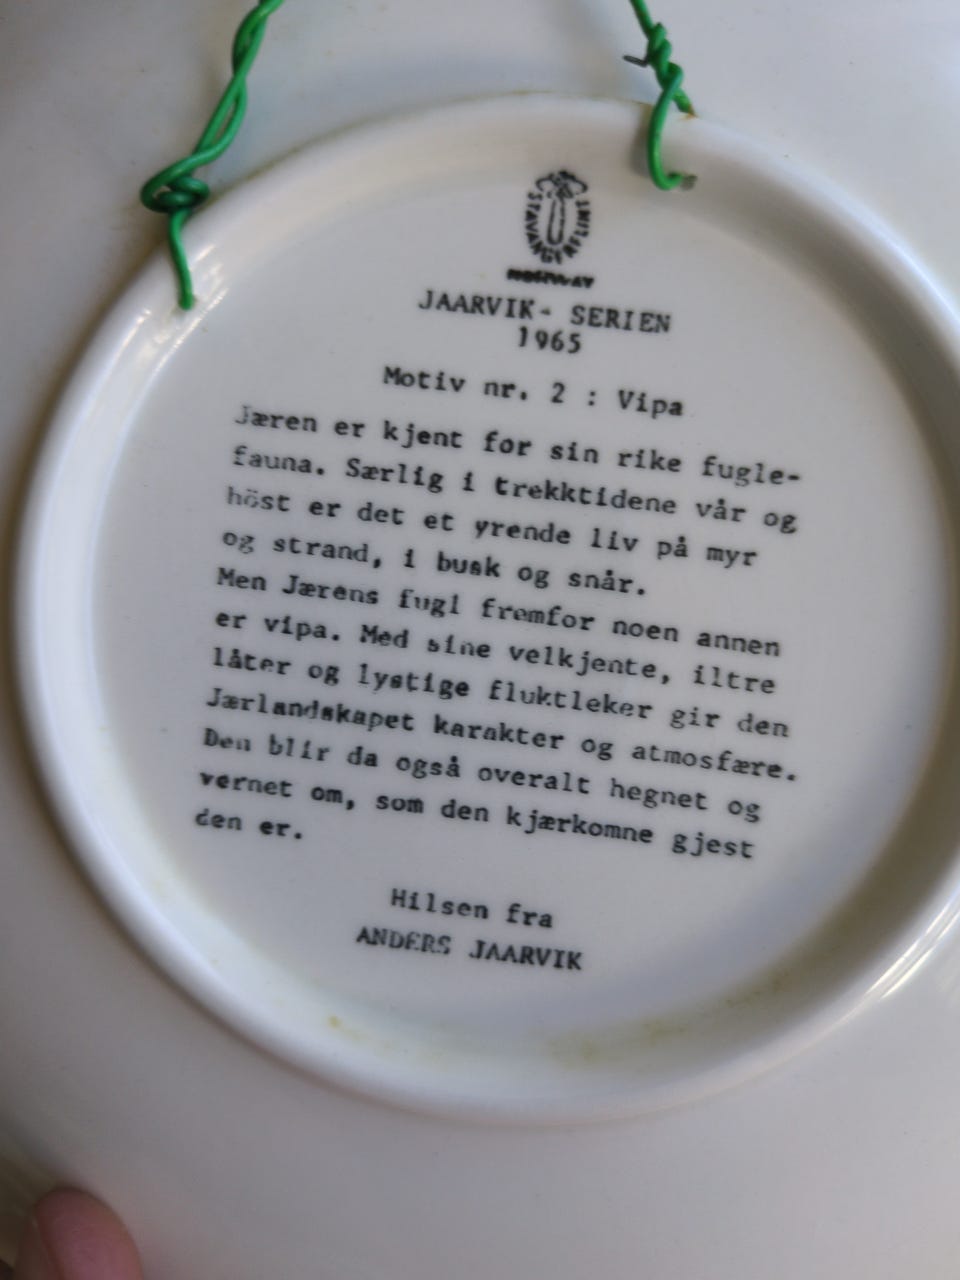 STAVANGERFLINT
NORWAY
JAARVIK- SERIEN
1965
Motiv nr. 2 : Vipa
Jæren er kjent for sin rike fugle-
fauna. Særlig i trekktidene vår og
höst er det et yrende liv på myr
og strand, i busk og snår.
Men Jærens fugl fremfor noen annen
er vipa. Med sine velkjente, iltre
låter og lystige fluktleker gir den
Jærlandskapet karakter og atmosfære.
Den blir da også overalt hegnet og
vernet om, som den kjærkomne gjest
den er.
Hilsen fra
ANDERS JAARVIK